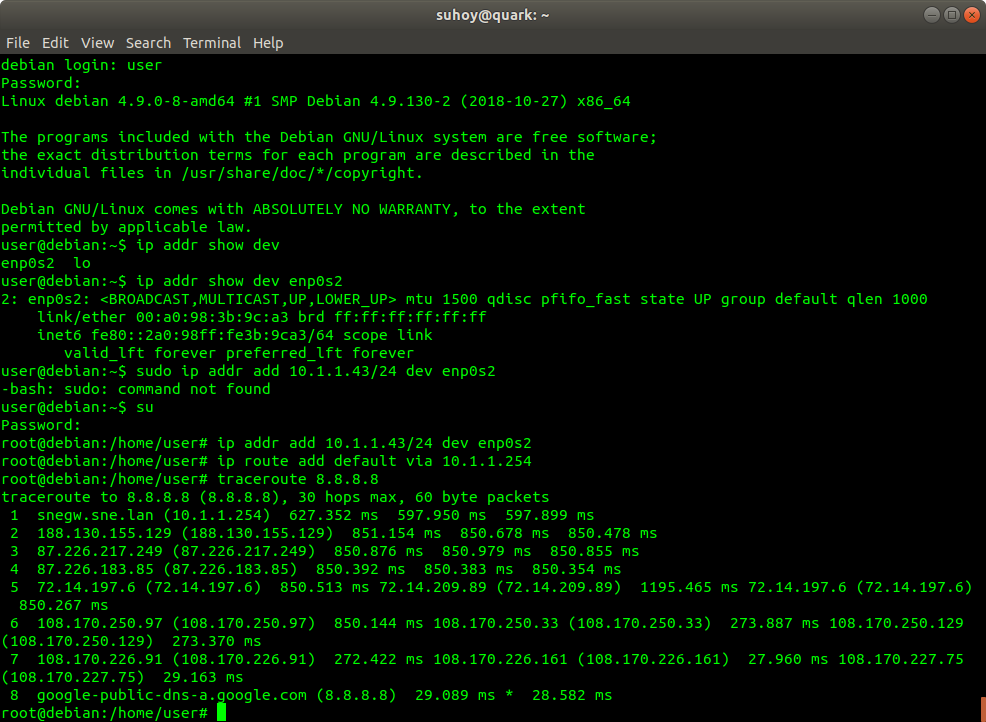 suhoy@quark: ~
File Edit View Search Terminal Help
debian login: user
Password:
Linux debian 4.9.0-8-amd64 #1 SMP Debian 4.9.130-2 (2018-10-27) x86_64
The programs included with the Debian GNU/Linux system are free software;
the exact distribution terms for each program are described in the
individual files in /usr/share/doc/*/copyright.
Debian GNU/Linux comes with ABSOLUTELY NO WARRANTY, to the extent
permitted by applicable law.
user@debian:~$ ip addr show dev
enp0s2  lo
user@debian:~$ ip addr show dev enp0s2
2: enp0s2: <BROADCAST,MULTICAST,UP,LOWER_UP> mtu 1500 qdisc pfifo_fast state UP group default qlen 1000
    link/ether 00:a0:98:3b:9c:a3 brd ff:ff:ff:ff:ff:ff
    inet6 fe80::2a0:98ff:fe3b:9ca3/64 scope link
       valid_lft forever preferred_lft forever
user@debian:~$ sudo ip addr add 10.1.1.43/24 dev enp0s2
-bash: sudo: command not found
user@debian:~$ su
Password:
root@debian:/home/user# ip addr add 10.1.1.43/24 dev enp0s2
root@debian:/home/user# ip route add default via 10.1.1.254
root@debian:/home/user# traceroute 8.8.8.8
traceroute to 8.8.8.8 (8.8.8.8), 30 hops max, 60 byte packets
 1  snegw.sne.lan (10.1.1.254)  627.352 ms  597.950 ms  597.899 ms
 2  188.130.155.129 (188.130.155.129)  851.154 ms  850.678 ms  850.478 ms
 3  87.226.217.249 (87.226.217.249)  850.876 ms  850.979 ms  850.855 ms
 4  87.226.183.85 (87.226.183.85)  850.392 ms  850.383 ms  850.354 ms
 5  72.14.197.6 (72.14.197.6)  850.513 ms 72.14.209.89 (72.14.209.89)  1195.465 ms 72.14.197.6 (72.14.197.6)
  850.267 ms
 6  108.170.250.97 (108.170.250.97)  850.144 ms 108.170.250.33 (108.170.250.33)  273.887 ms 108.170.250.129
(108.170.250.129)  273.370 ms
 7  108.170.226.91 (108.170.226.91)  272.422 ms 108.170.226.161 (108.170.226.161)  27.960 ms 108.170.227.75
(108.170.227.75)  29.163 ms
 8  google-public-dns-a.google.com (8.8.8.8)  29.089 ms *  28.582 ms
root@debian:/home/user#